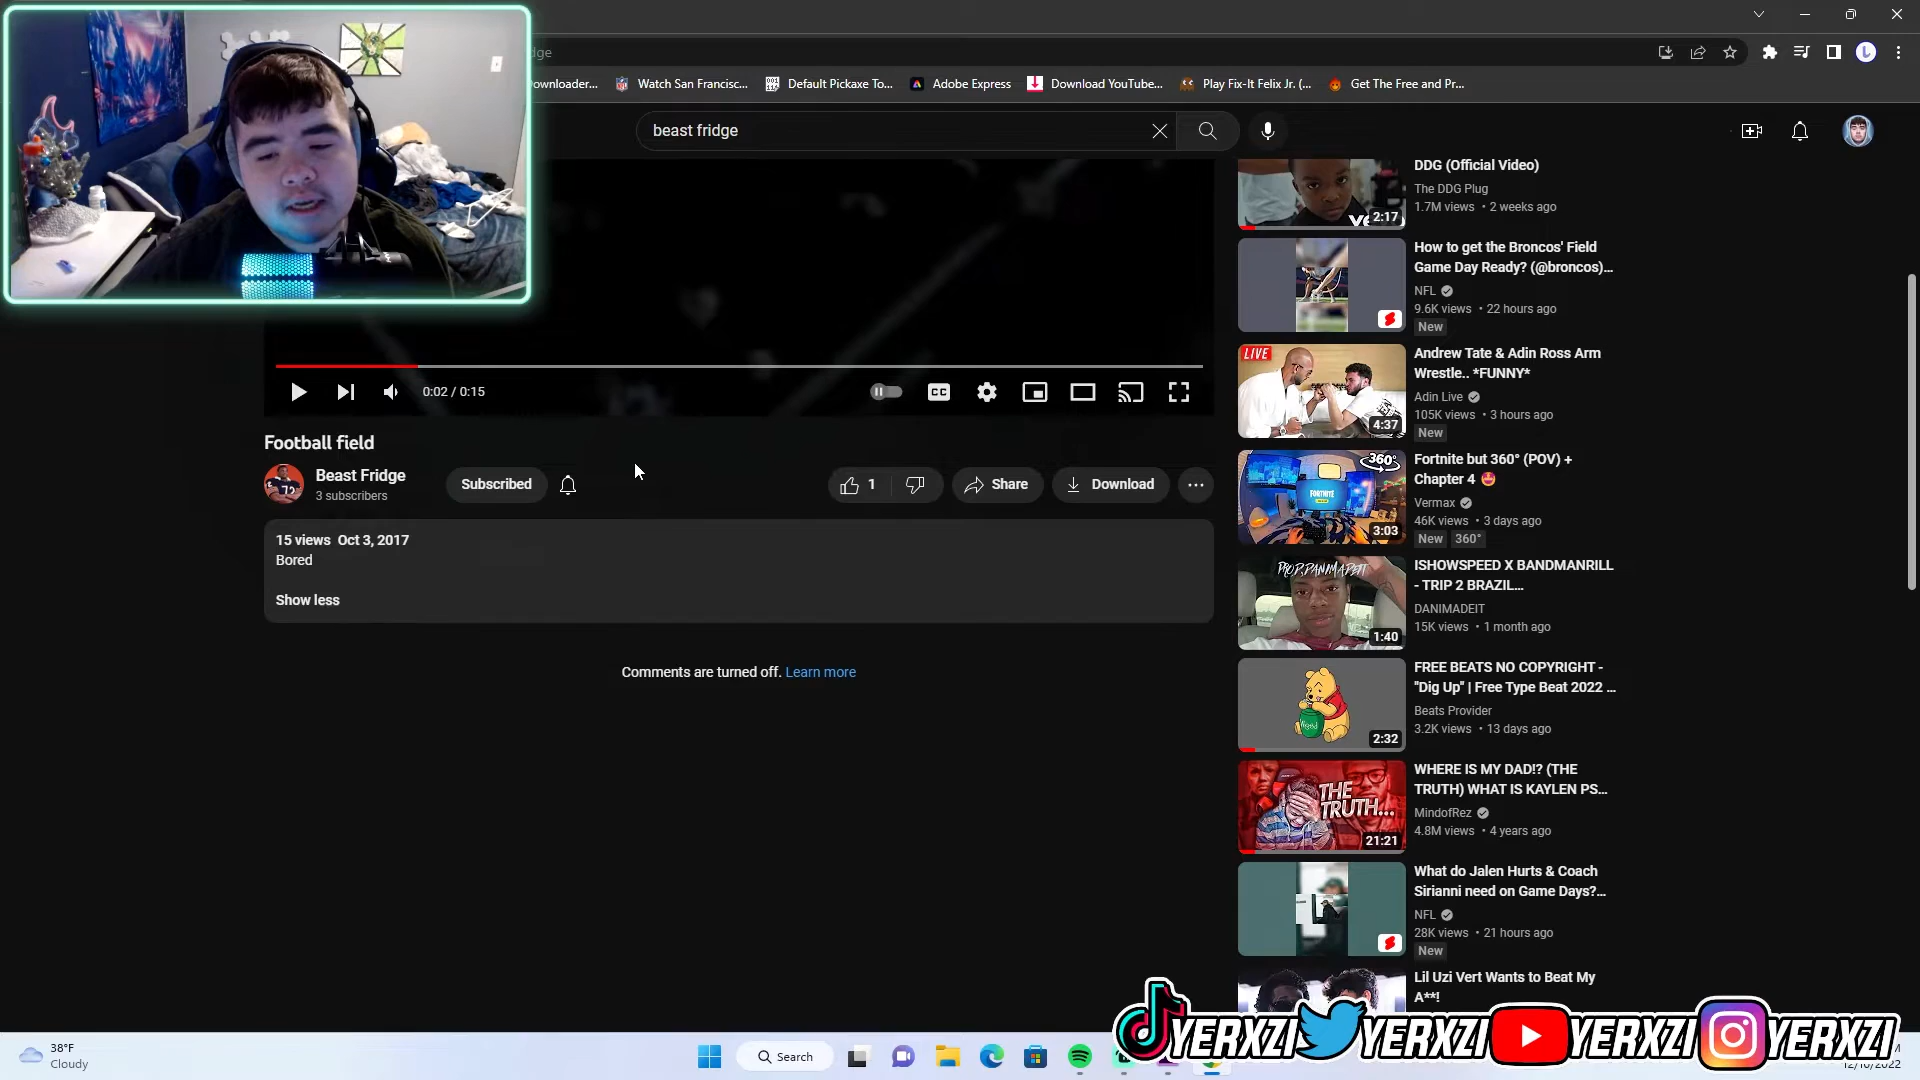 dge
ownloader...
Watch San Francisc...
Default Pickaxe To...
Adobe Express
Download YouTube...
Play Fix-It Felix Jr. (...
Get The Free and Pr...
beast fridge
0:02 / 0:15
CC
Football field
Beast Fridge
3 subscribers
Subscribed
1
Share
Download
15 views Oct 3, 2017
Bored
Show less
Comments are turned off. Learn more
2:17
DDG (Official Video)
The DDG Plug
1.7M views • 2 weeks ago
How to get the Broncos' Field
Game Day Ready? (@broncos)...
NFL
9.6K views • 22 hours ago
New
LIVE
4:37
Andrew Tate & Adin Ross Arm
Wrestle.. *FUNNY*
Adin Live
105K views • 3 hours ago
New
360°
FORTNITE
3:03
Fortnite but 360° (POV) +
Chapter 4 🤩
Vermax
46K views • 3 days ago
New 360°
PROD.DANIMADEIT
1:40
ISHOWSPEED X BANDMANRILL
- TRIP 2 BRAZIL...
DANIMADEIT
15K views • 1 month ago
2:32
FREE BEATS NO COPYRIGHT -
"Dig Up" | Free Type Beat 2022 ...
Beats Provider
3.2K views • 13 days ago
THE
TRUTH...
21:21
WHERE IS MY DAD!? (THE
TRUTH) WHAT IS KAYLEN PS...
MindofRez
4.8M views • 4 years ago
What do Jalen Hurts & Coach
Sirianni need on Game Days?...
NFL
28K views • 21 hours ago
New
Lil Uzi Vert Wants to Beat My
A**!
YERXZI YERXZI YERXZI YERXZI
38°F
Cloudy
Search
12/10/2022